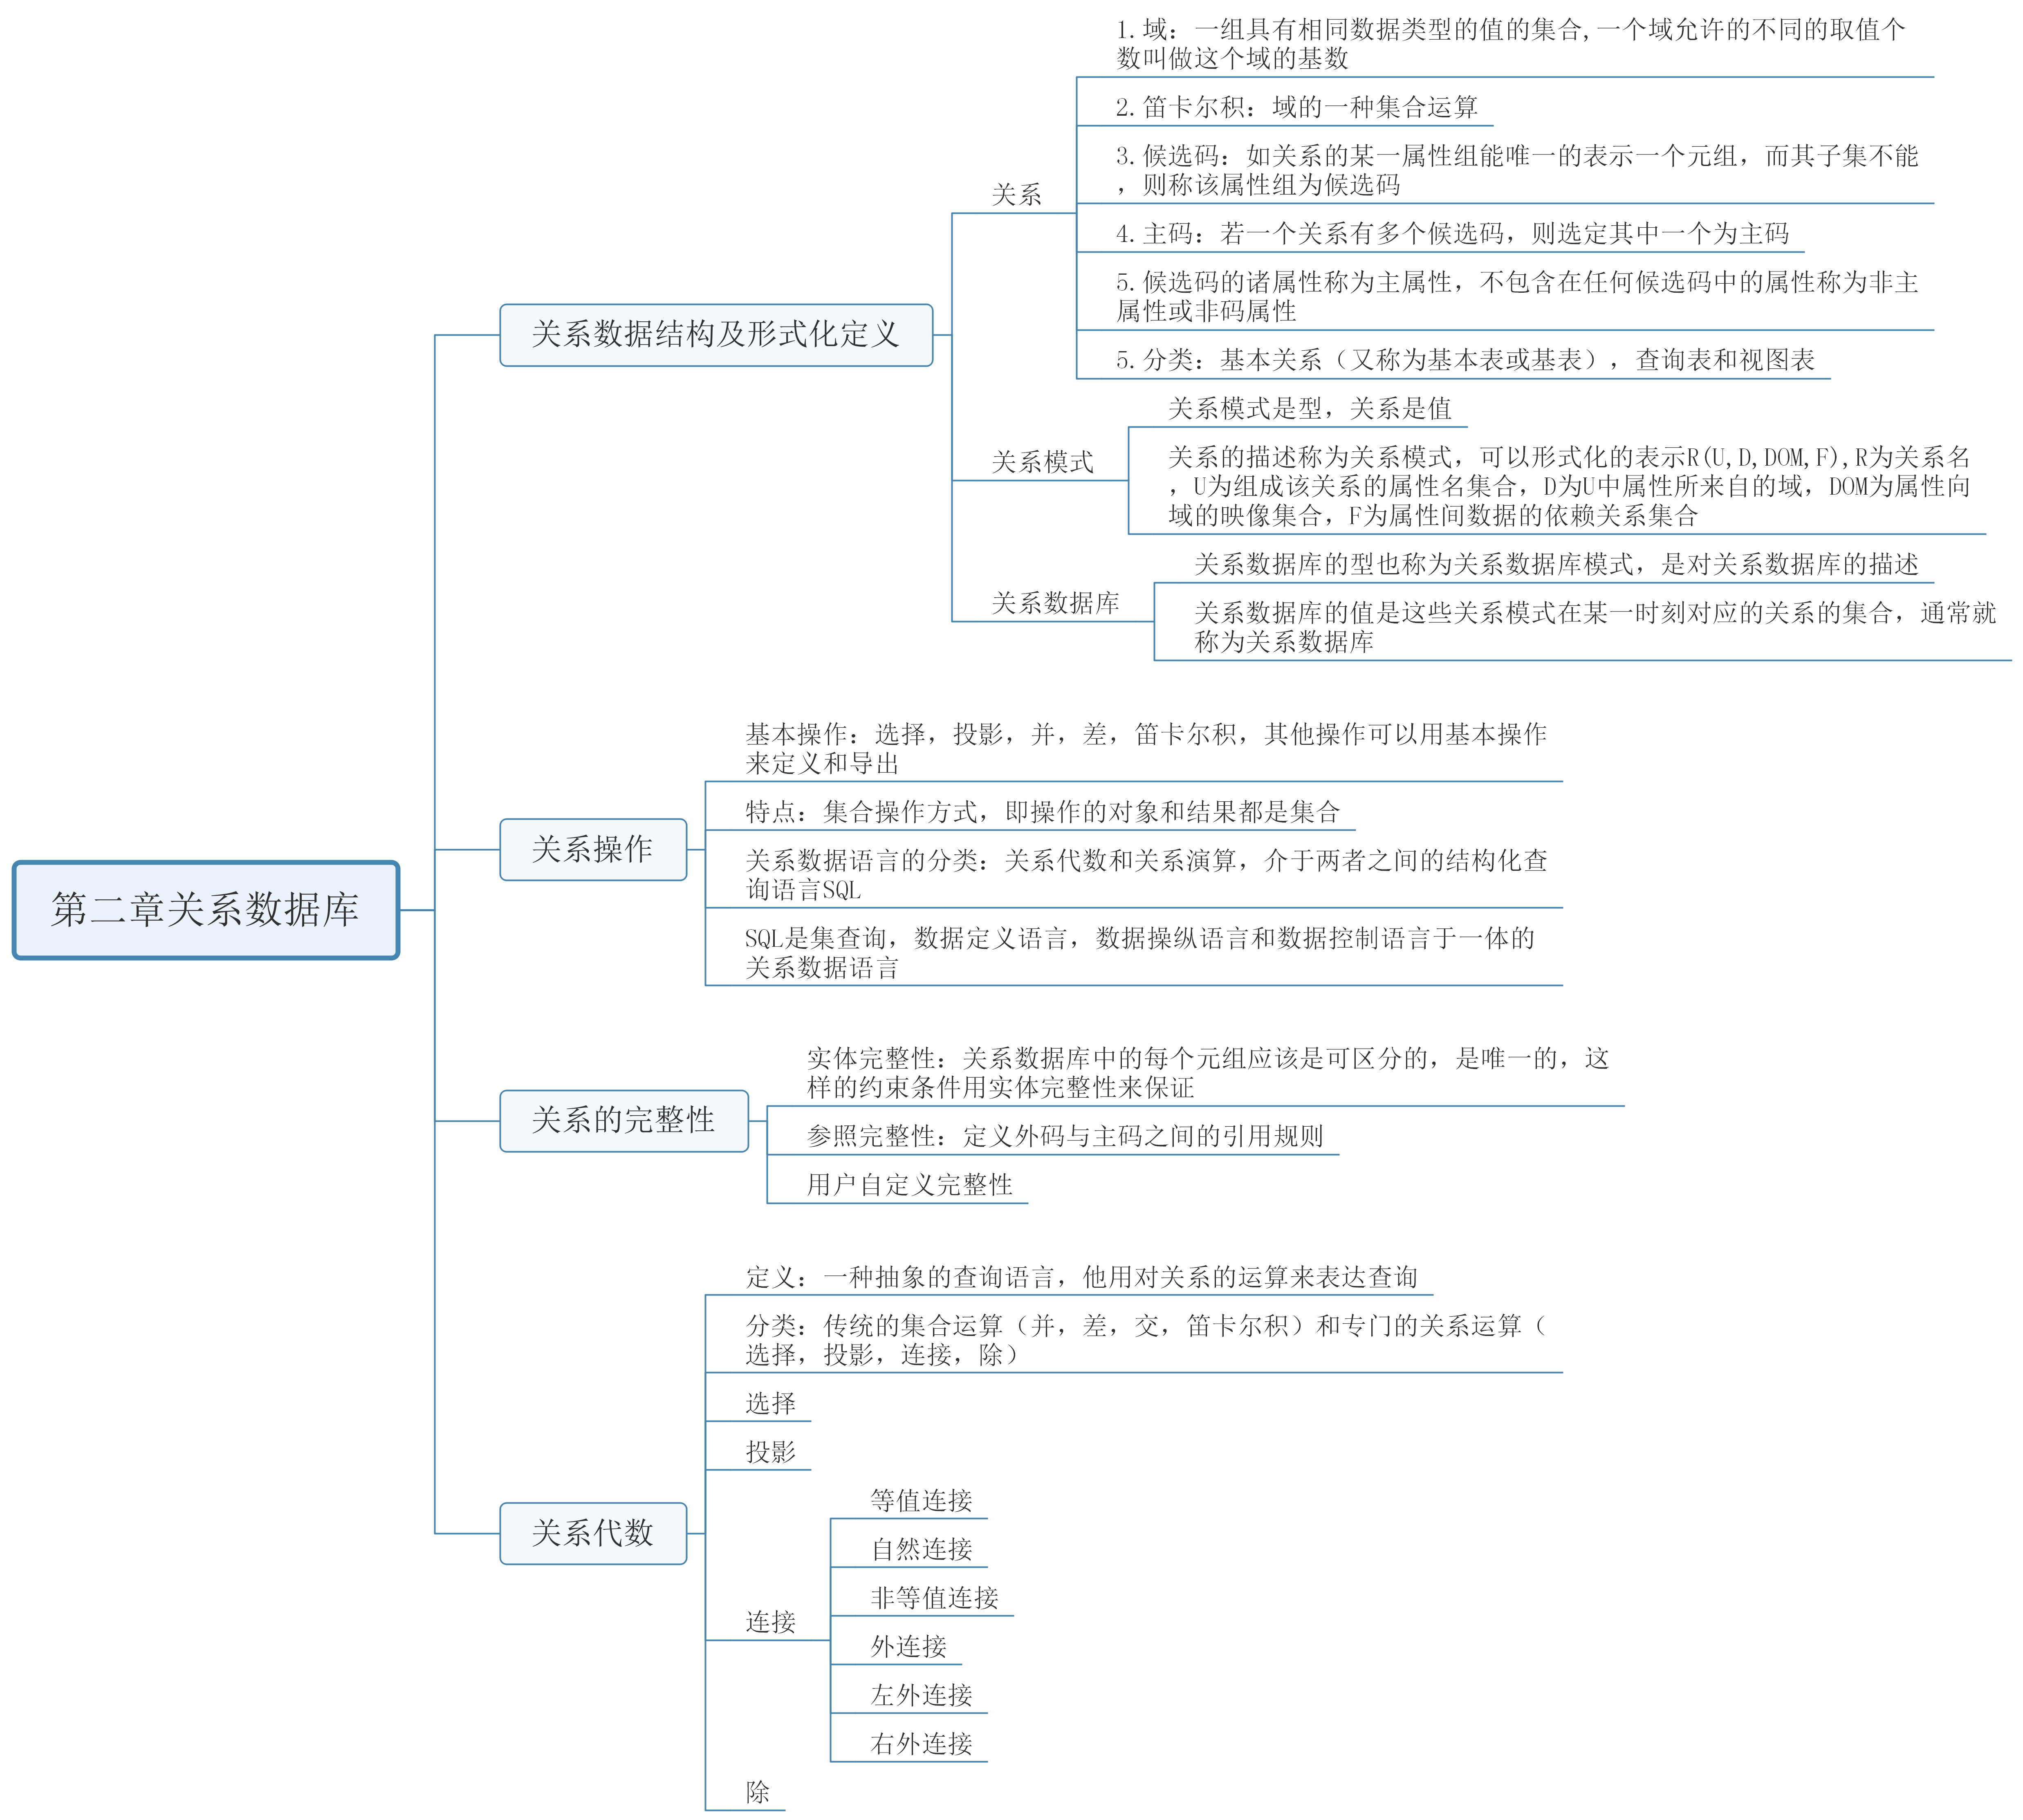 第二章关系数据库
关系数据结构及形式化定义
关系
1.域：一组具有相同数据类型的值的集合,一个域允许的不同的取值个
数叫做这个域的基数
2.笛卡尔积：域的一种集合运算
3.候选码：如关系的某一属性组能唯一的表示一个元组，而其子集不能
，则称该属性组为候选码
4.主码：若一个关系有多个候选码，则选定其中一个为主码
5.候选码的诸属性称为主属性，不包含在任何候选码中的属性称为非主
属性或非码属性
5.分类：基本关系（又称为基本表或基表），查询表和视图表
关系模式
关系模式是型，关系是值
关系的描述称为关系模式，可以形式化的表示R(U,D,DOM,F),R为关系名
，U为组成该关系的属性名集合，D为U中属性所来自的域，DOM为属性向
域的映像集合，F为属性间数据的依赖关系集合
关系数据库
关系数据库的型也称为关系数据库模式，是对关系数据库的描述
关系数据库的值是这些关系模式在某一时刻对应的关系的集合，通常就
称为关系数据库
关系操作
基本操作：选择，投影，并，差，笛卡尔积，其他操作可以用基本操作
来定义和导出
特点：集合操作方式，即操作的对象和结果都是集合
关系数据语言的分类：关系代数和关系演算，介于两者之间的结构化查
询语言SQL
SQL是集查询，数据定义语言，数据操纵语言和数据控制语言于一体的
关系数据语言
关系的完整性
实体完整性：关系数据库中的每个元组应该是可区分的，是唯一的，这
样的约束条件用实体完整性来保证
参照完整性：定义外码与主码之间的引用规则
用户自定义完整性
关系代数
定义：一种抽象的查询语言，他用对关系的运算来表达查询
分类：传统的集合运算（并，差，交，笛卡尔积）和专门的关系运算（
选择，投影，连接，除）
选择
投影
连接
等值连接
自然连接
非等值连接
外连接
左外连接
右外连接
除